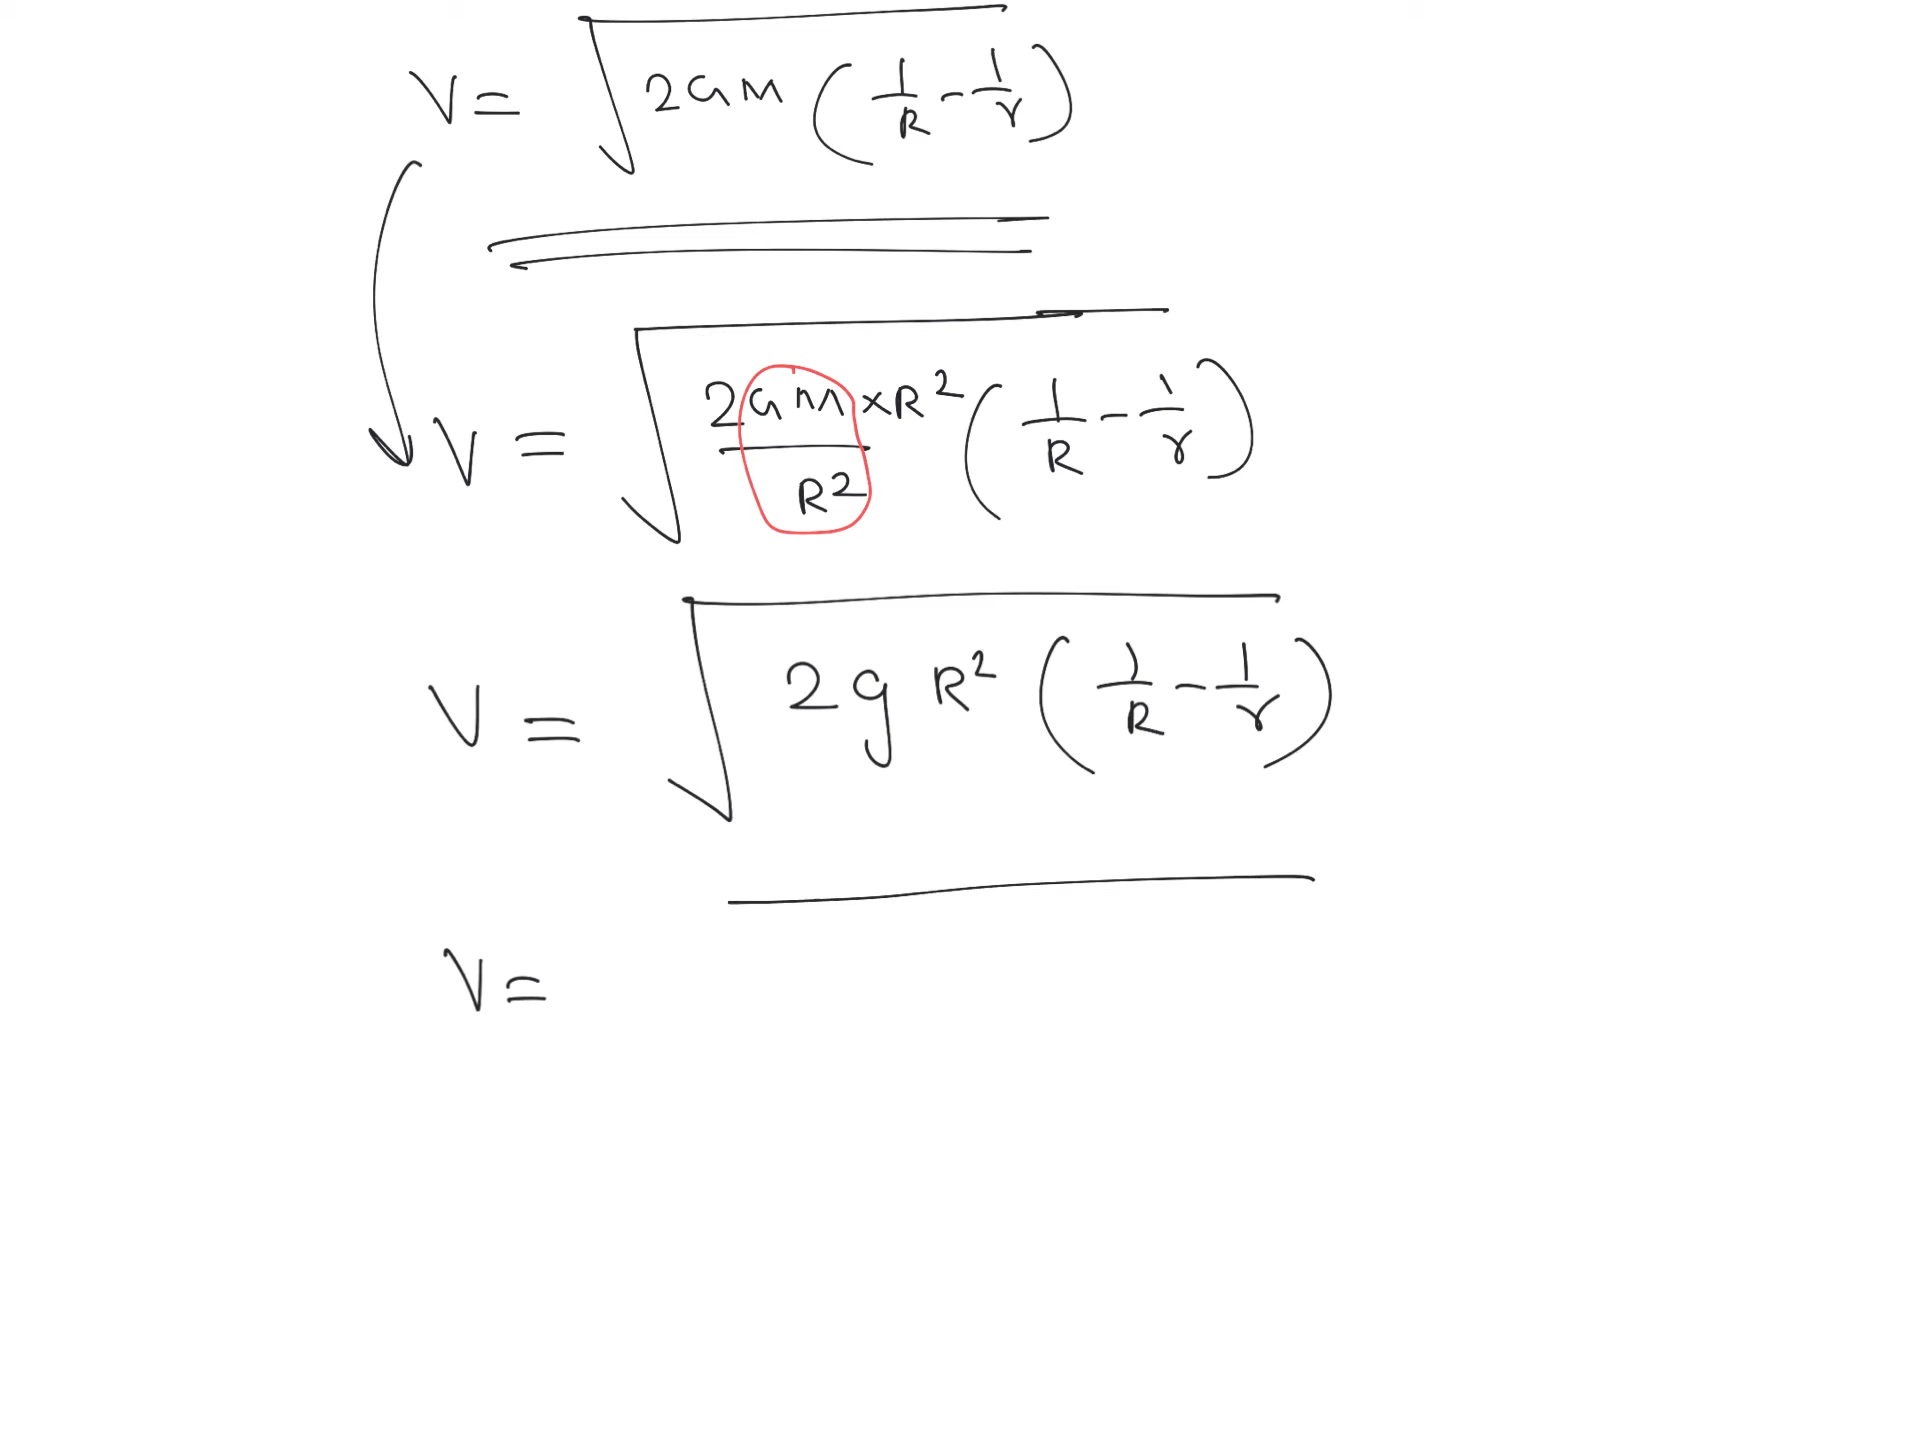 V = √(2GM (1/R - 1/r))
V = √(2GM/R² × R² (1/R - 1/r))
V = √(2gR² (1/R - 1/r))
V =